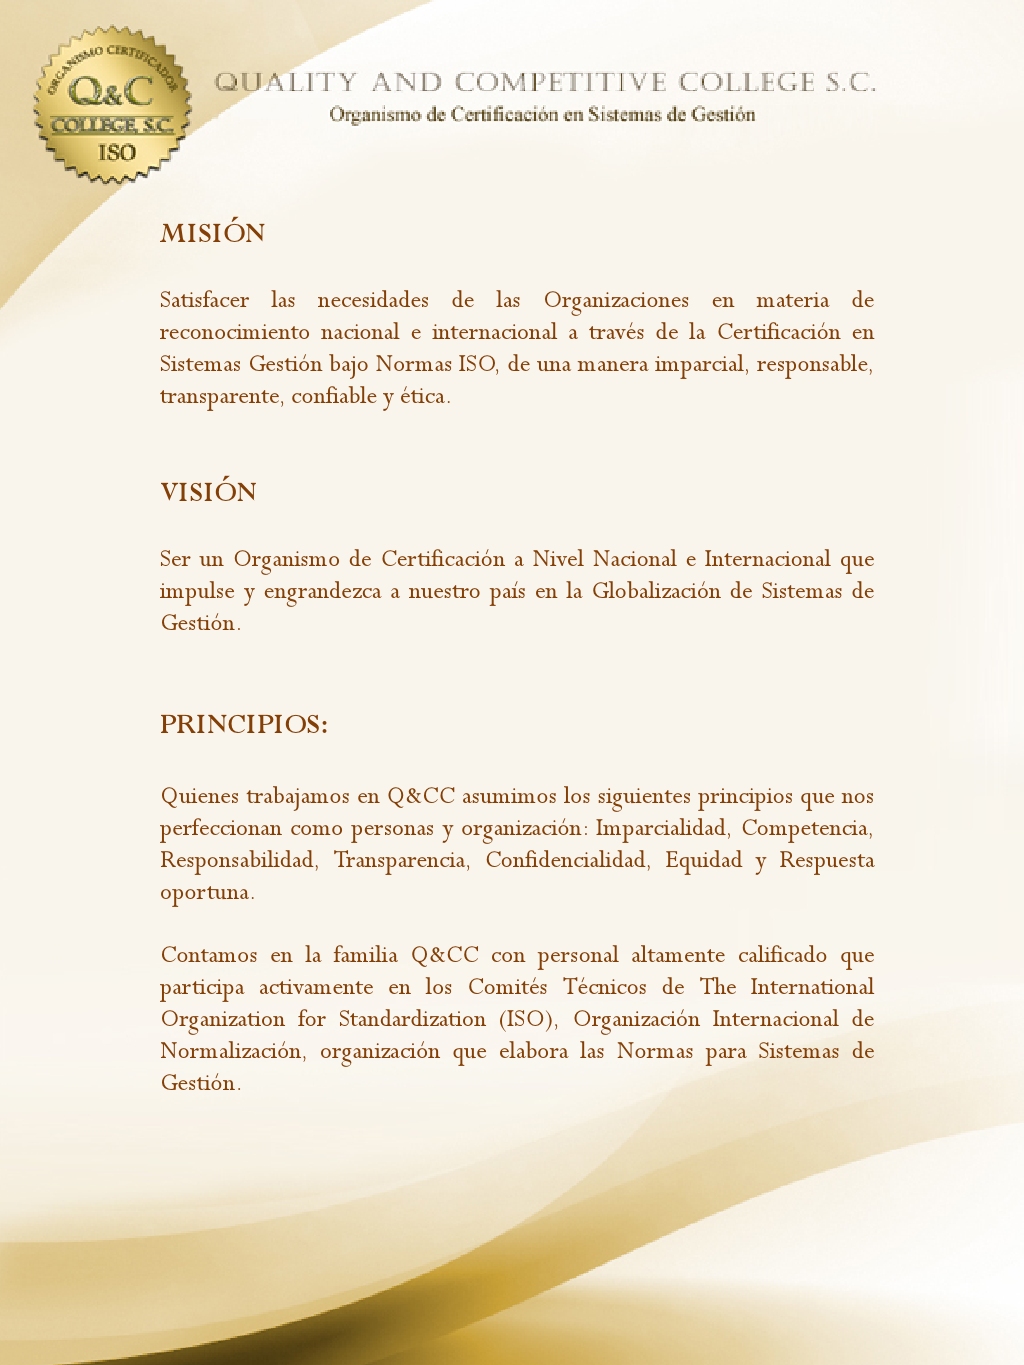 ORGANISMO CERTIFICADOR
Q&C
COLLEGE, S.C.
ISO
QUALITY AND COMPETITIVE COLLEGE S.C.
Organismo de Certificación en Sistemas de Gestión
MISIÓN
Satisfacer las necesidades de las Organizaciones en materia de
reconocimiento nacional e internacional a través de la Certificación en
Sistemas Gestión bajo Normas ISO, de una manera imparcial, responsable,
transparente, confiable y ética.
VISIÓN
Ser un Organismo de Certificación a Nivel Nacional e Internacional que
impulse y engrandezca a nuestro país en la Globalización de Sistemas de
Gestión.
PRINCIPIOS:
Quienes trabajamos en Q&CC asumimos los siguientes principios que nos
perfeccionan como personas y organización: Imparcialidad, Competencia,
Responsabilidad, Transparencia, Confidencialidad, Equidad y Respuesta
oportuna.
Contamos en la familia Q&CC con personal altamente calificado que
participa activamente en los Comités Técnicos de The International
Organization for Standardization (ISO), Organización Internacional de
Normalización, organización que elabora las Normas para Sistemas de
Gestión.